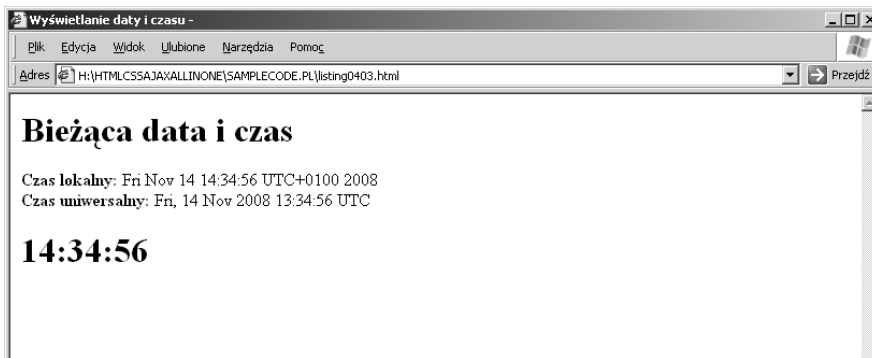 Wyświetlanie daty i czasu -
Plik Edycja Widok Ulubione Narzędzia Pomoc
Adres H:\HTMLCSSAJAXALLINONE\SAMPLECODE.PL\listing0403.html Przejdź
Bieżąca data i czas
Czas lokalny: Fri Nov 14 14:34:56 UTC+0100 2008
Czas uniwersalny: Fri, 14 Nov 2008 13:34:56 UTC
14:34:56